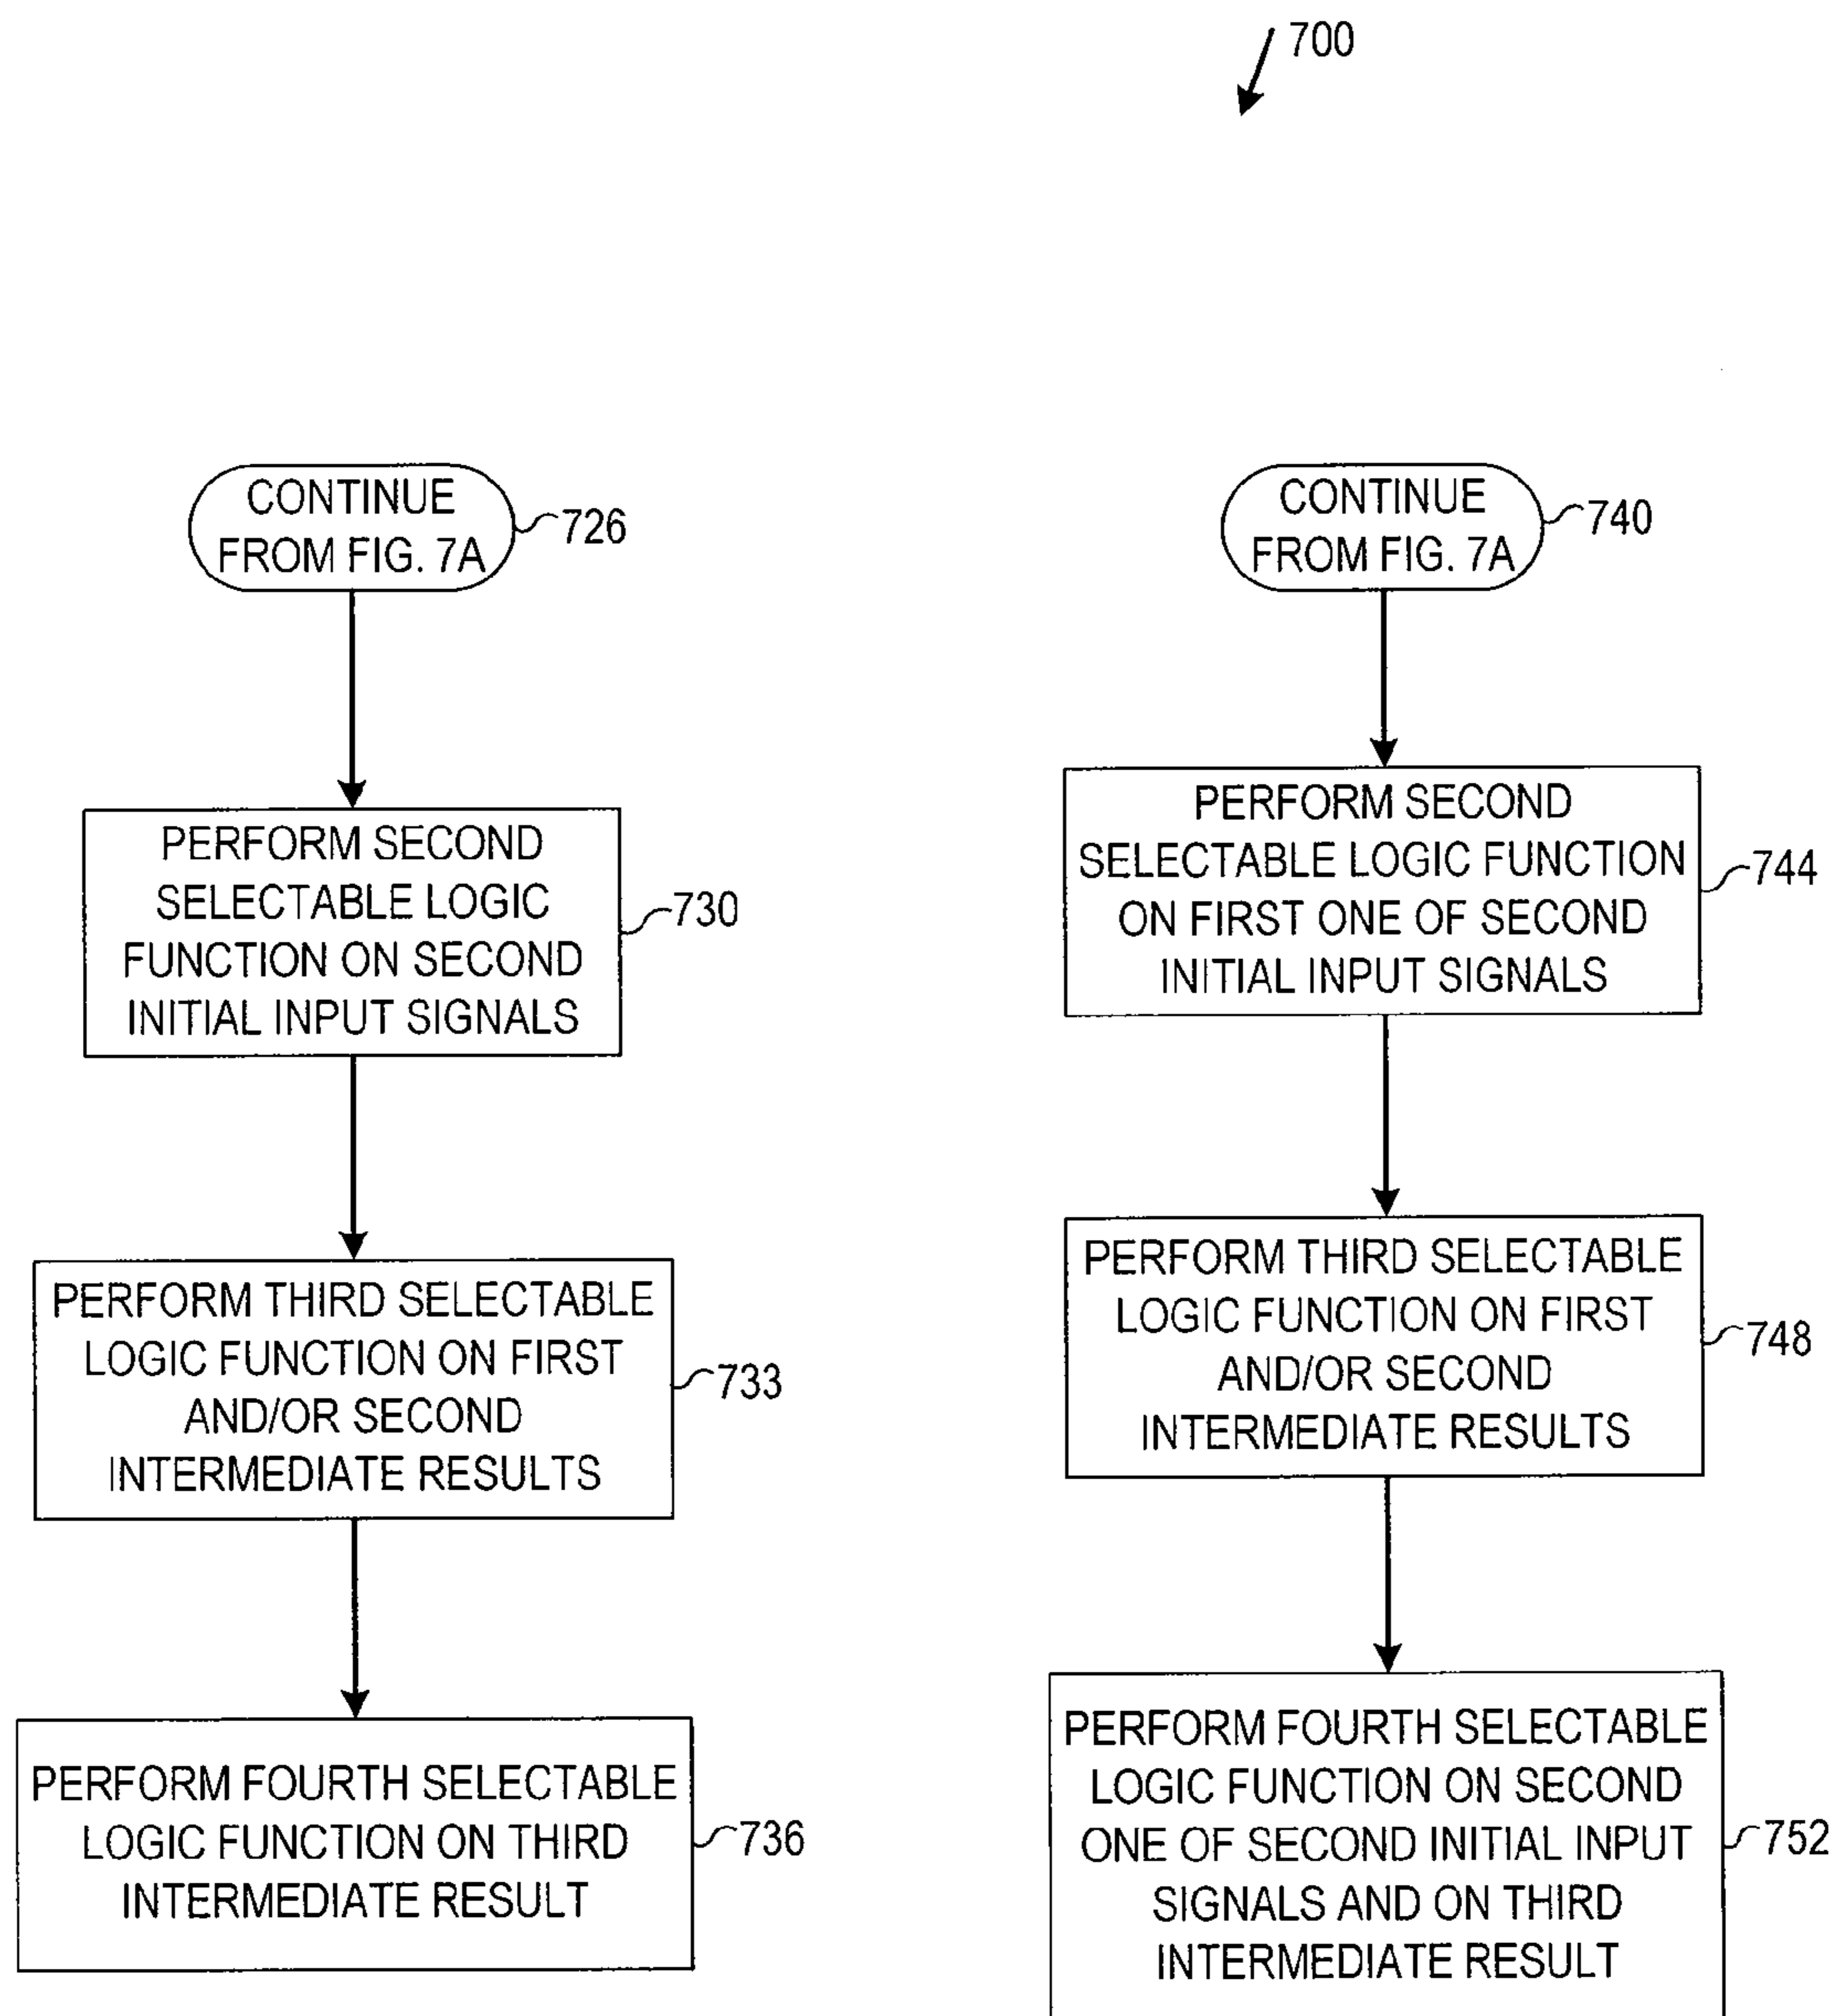 700
CONTINUE
FROM FIG. 7A
726
PERFORM SECOND
SELECTABLE LOGIC
FUNCTION ON SECOND
INITIAL INPUT SIGNALS
730
PERFORM THIRD SELECTABLE
LOGIC FUNCTION ON FIRST
AND/OR SECOND
INTERMEDIATE RESULTS
733
PERFORM FOURTH SELECTABLE
LOGIC FUNCTION ON THIRD
INTERMEDIATE RESULT
736
CONTINUE
FROM FIG. 7A
740
PERFORM SECOND
SELECTABLE LOGIC FUNCTION
ON FIRST ONE OF SECOND
INITIAL INPUT SIGNALS
744
PERFORM THIRD SELECTABLE
LOGIC FUNCTION ON FIRST
AND/OR SECOND
INTERMEDIATE RESULTS
748
PERFORM FOURTH SELECTABLE
LOGIC FUNCTION ON SECOND
ONE OF SECOND INITIAL INPUT
SIGNALS AND ON THIRD
INTERMEDIATE RESULT
752